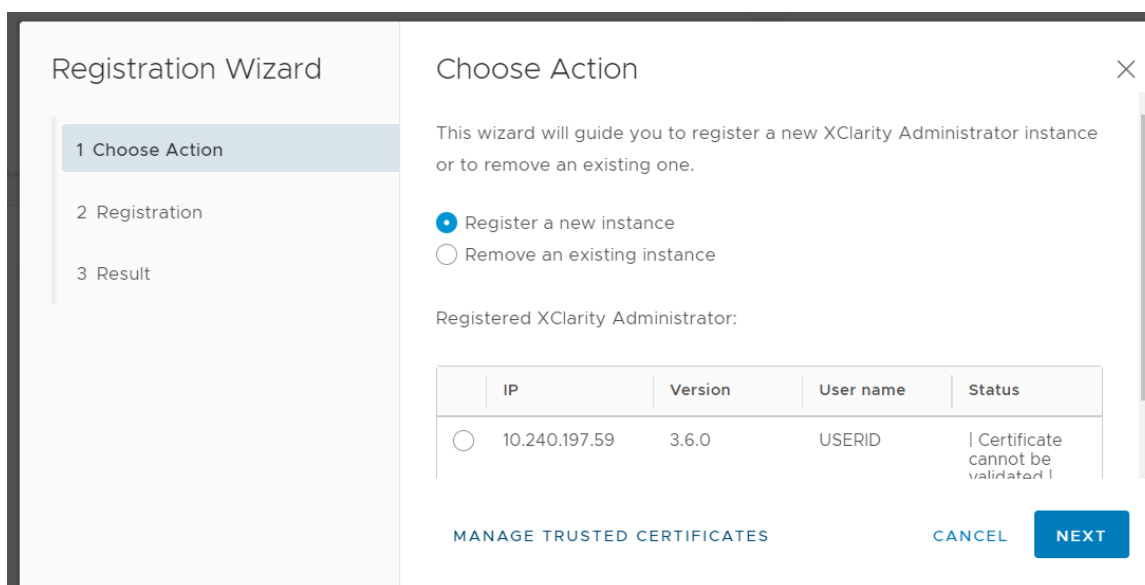 Registration Wizard
1 Choose Action
2 Registration
3 Result
Choose Action
This wizard will guide you to register a new XClarity Administrator instance
or to remove an existing one.
Register a new instance
Remove an existing instance
Registered XClarity Administrator:
IP Version User name Status
10.240.197.59 3.6.0 USERID | Certificate
cannot be
validated |
MANAGE TRUSTED CERTIFICATES CANCEL NEXT